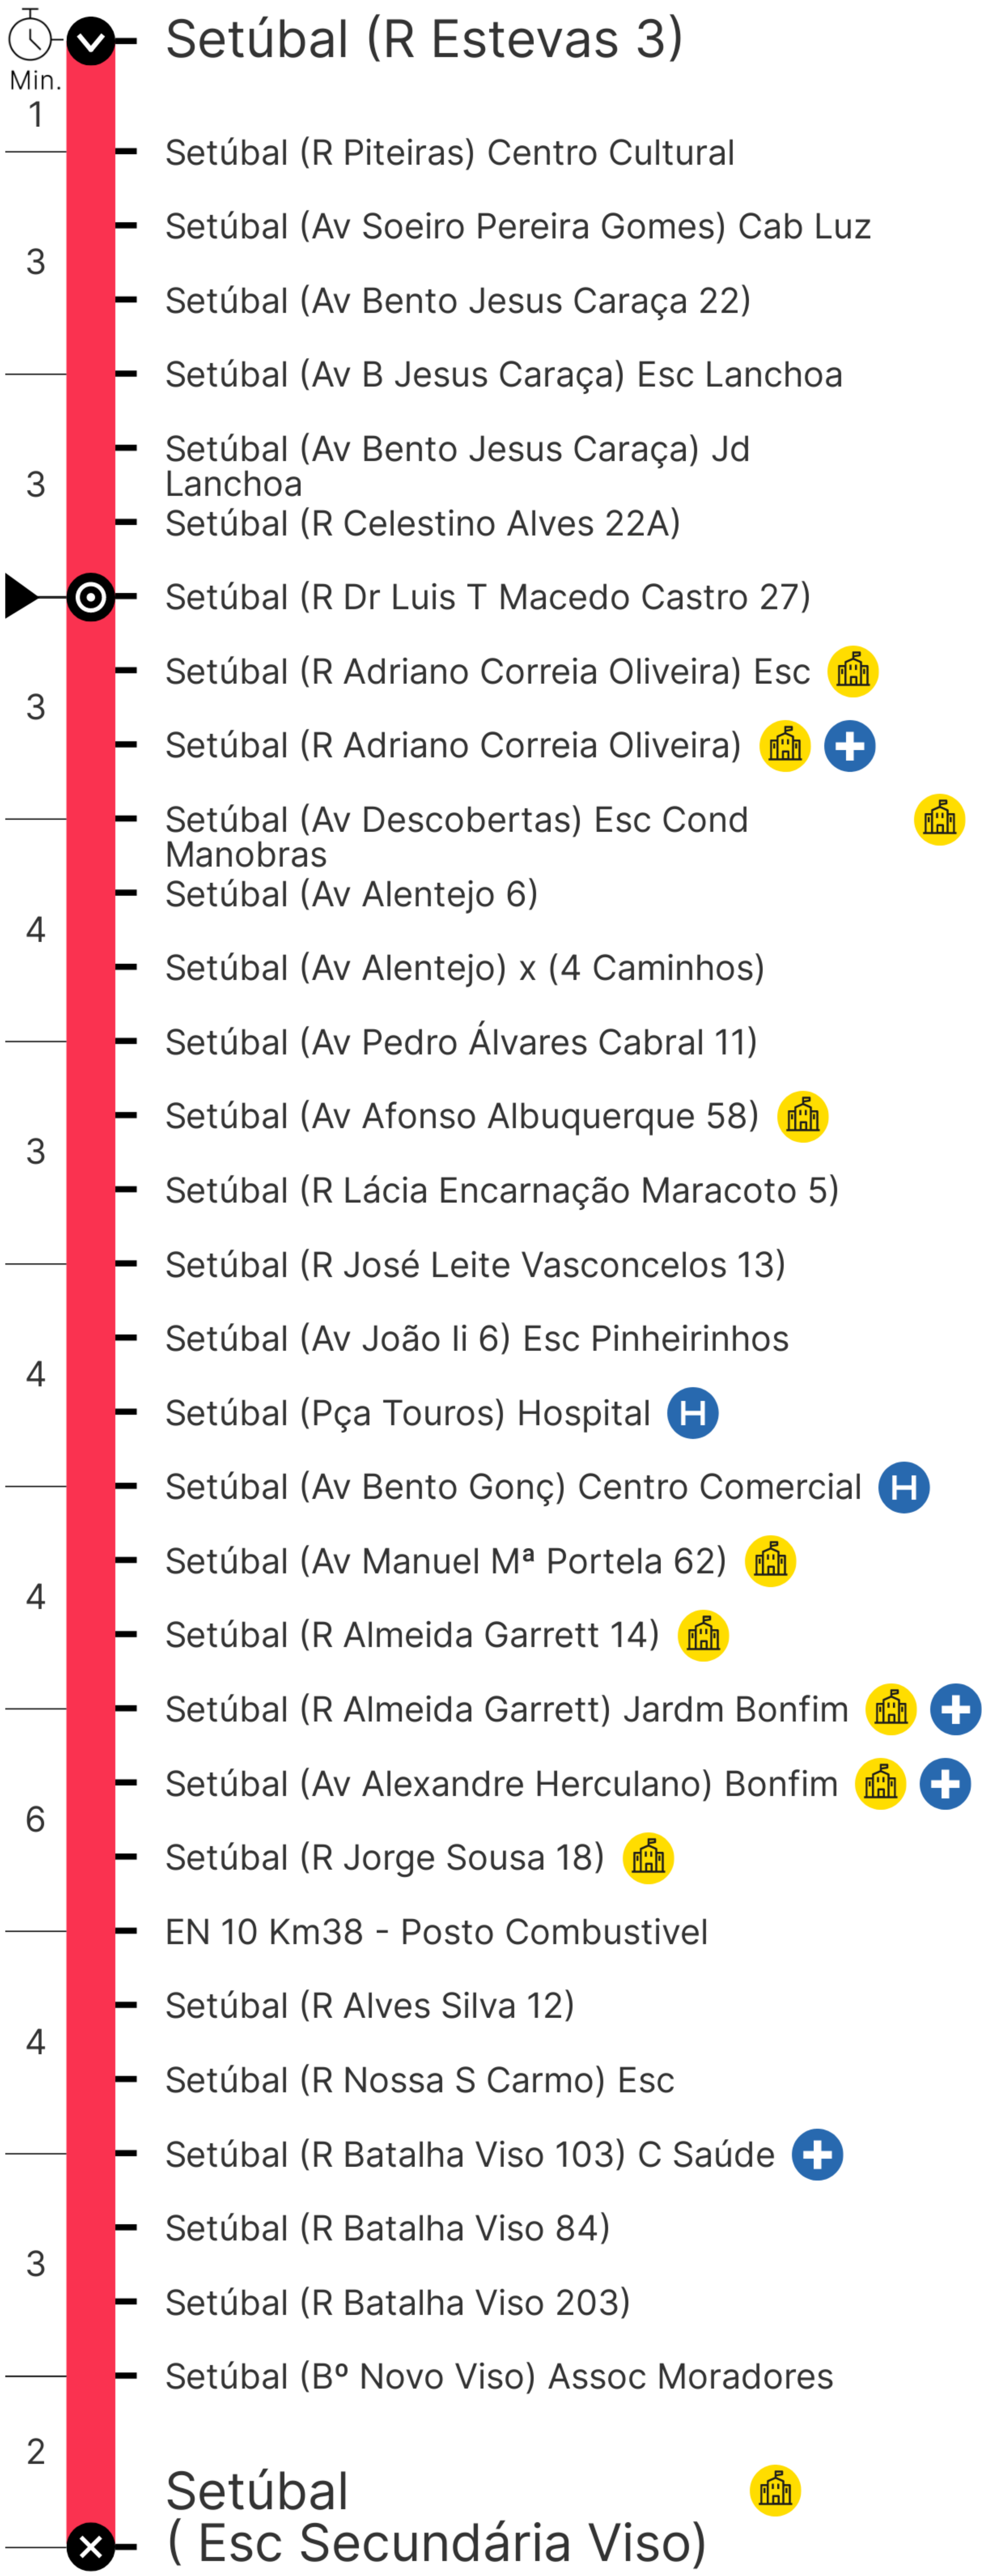 Setúbal (R Estevas 3)
Min.
1
Setúbal (R Piteiras) Centro Cultural
Setúbal (Av Soeiro Pereira Gomes) Cab Luz
3
Setúbal (Av Bento Jesus Caraça 22)
Setúbal (Av B Jesus Caraça) Esc Lanchoa
Setúbal (Av Bento Jesus Caraça) Jd
Lanchoa
3
Setúbal (R Celestino Alves 22A)
Setúbal (R Dr Luis T Macedo Castro 27)
Setúbal (R Adriano Correia Oliveira) Esc
3
Setúbal (R Adriano Correia Oliveira)
Setúbal (Av Descobertas) Esc Cond
Manobras
Setúbal (Av Alentejo 6)
4
Setúbal (Av Alentejo) x (4 Caminhos)
Setúbal (Av Pedro Álvares Cabral 11)
Setúbal (Av Afonso Albuquerque 58)
3
Setúbal (R Lácia Encarnação Maracoto 5)
Setúbal (R José Leite Vasconcelos 13)
Setúbal (Av João Ii 6) Esc Pinheirinhos
4
Setúbal (Pça Touros) Hospital H
Setúbal (Av Bento Gonç) Centro Comercial H
Setúbal (Av Manuel Mª Portela 62)
4
Setúbal (R Almeida Garrett 14)
Setúbal (R Almeida Garrett) Jardm Bonfim
Setúbal (Av Alexandre Herculano) Bonfim
6
Setúbal (R Jorge Sousa 18)
EN 10 Km38 - Posto Combustivel
Setúbal (R Alves Silva 12)
4
Setúbal (R Nossa S Carmo) Esc
Setúbal (R Batalha Viso 103) C Saúde
Setúbal (R Batalha Viso 84)
3
Setúbal (R Batalha Viso 203)
Setúbal (Bº Novo Viso) Assoc Moradores
2
Setúbal
( Esc Secundária Viso)